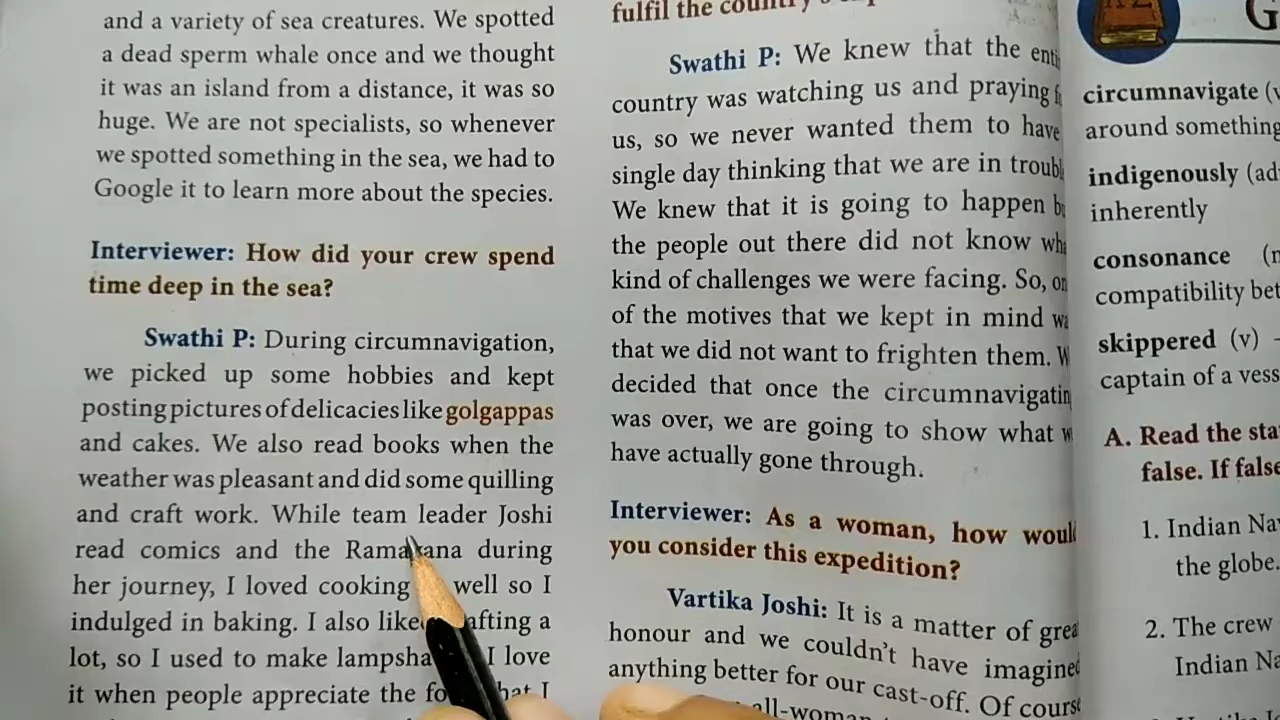 and a variety of sea creatures. We spotted
a dead sperm whale once and we thought
it was an island from a distance, it was so
huge. We are not specialists, so whenever
we spotted something in the sea, we had to
Google it to learn more about the species.
Interviewer: How did your crew spend
time deep in the sea?
Swathi P: During circumnavigation,
we picked up some hobbies and kept
posting pictures of delicacies like golgappas
and cakes. We also read books when the
weather was pleasant and did some quilling
and craft work. While team leader Joshi
read comics and the Ramayana during
her journey, I loved cooking well so I
indulged in baking. I also like a
lot, so I used to make I love
it when people appreciate the I
fulfil the
Swathi P: We knew that the
country was watching us and praying
us, so we never wanted them to have
single day thinking that we are in
We knew that it is going to happen
the people out there did not know
kind of challenges we were facing. So,
of the motives that we kept in mind
that we did not want to frighten them.
decided that once the
was over, we are going to show what
have actually gone through.
Interviewer: As a woman, how
you consider this expedition?
Vartika Joshi: It is a matter of
honour and we couldn't have imagined
anything better for our cast-off. Of
all-woman
G
circumnavigate
around something
indigenously
inherently
consonance
compatibility
skippered (v) -
captain of a
A. Read the
false. If false
1. Indian
the globe.
2. The crew
Indian